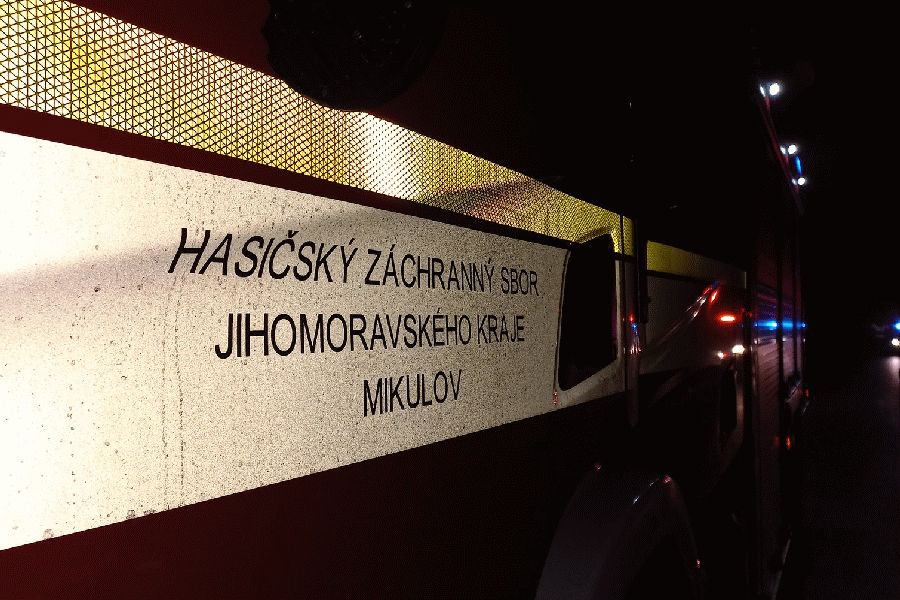 HASIČSKÝ ZÁCHRANNÝ SBOR
JIHOMORAVSKÉHO KRAJE
MIKULOV